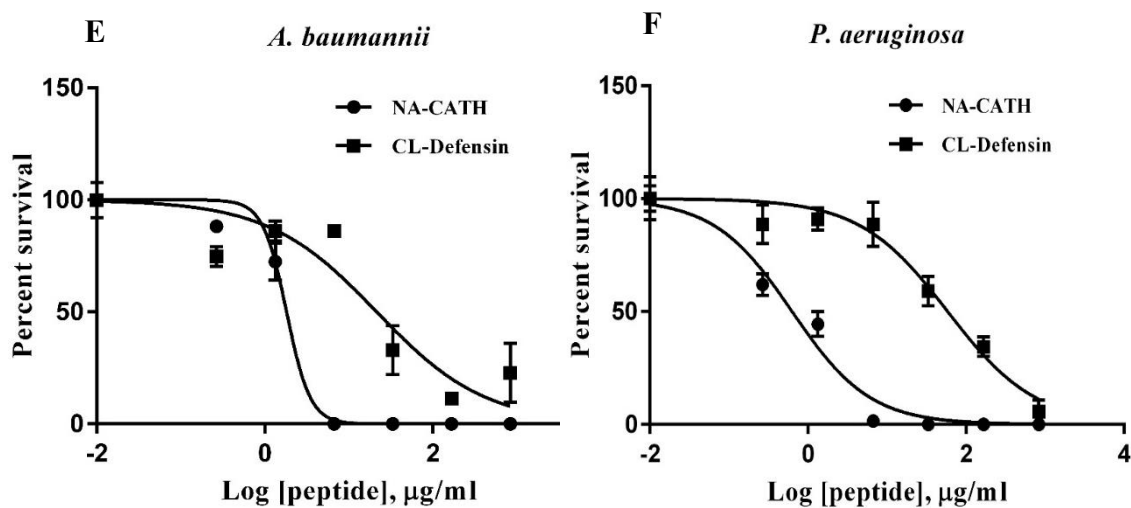 E
A. baumannii
150
100
50
0
Percent survival
NA-CATH
CL-Defensin
-2
0
2
Log [peptide], μg/ml
F
P. aeruginosa
150
100
50
0
Percent survival
NA-CATH
CL-Defensin
-2
0
2
4
Log [peptide], μg/ml